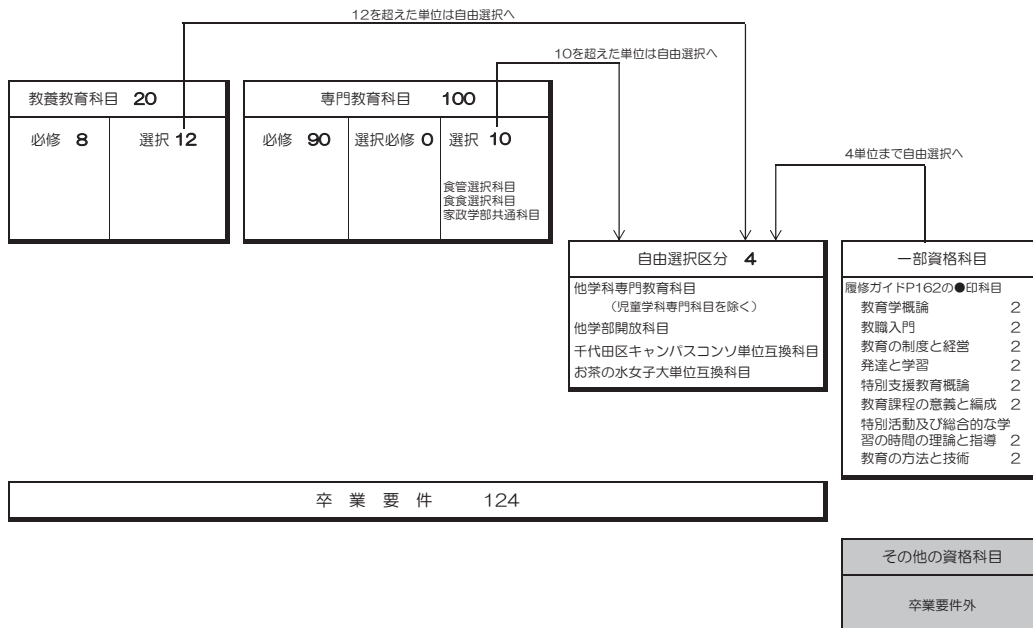 12を超えた単位は自由選択へ
10を超えた単位は自由選択へ
教養教育科目 20
専門教育科目 100
必修 8
選択 12
必修 90
選択必修 0
選択 10
食管選択科目
食食選択科目
家政学部共通科目
4単位まで自由選択へ
自由選択区分 4
他学科専門教育科目
（児童学科専門科目を除く）
他学部開放科目
千代田区キャンパスコンソ単位互換科目
お茶の水女子大単位互換科目
一部資格科目
履修ガイドP162の●印科目
教育学概論 2
教職入門 2
教育の制度と経営 2
発達と学習 2
特別支援教育概論 2
教育課程の意義と編成 2
特別活動及び総合的な学
習の時間の理論と指導 2
教育の方法と技術 2
卒業要件 124
その他の資格科目
卒業要件外